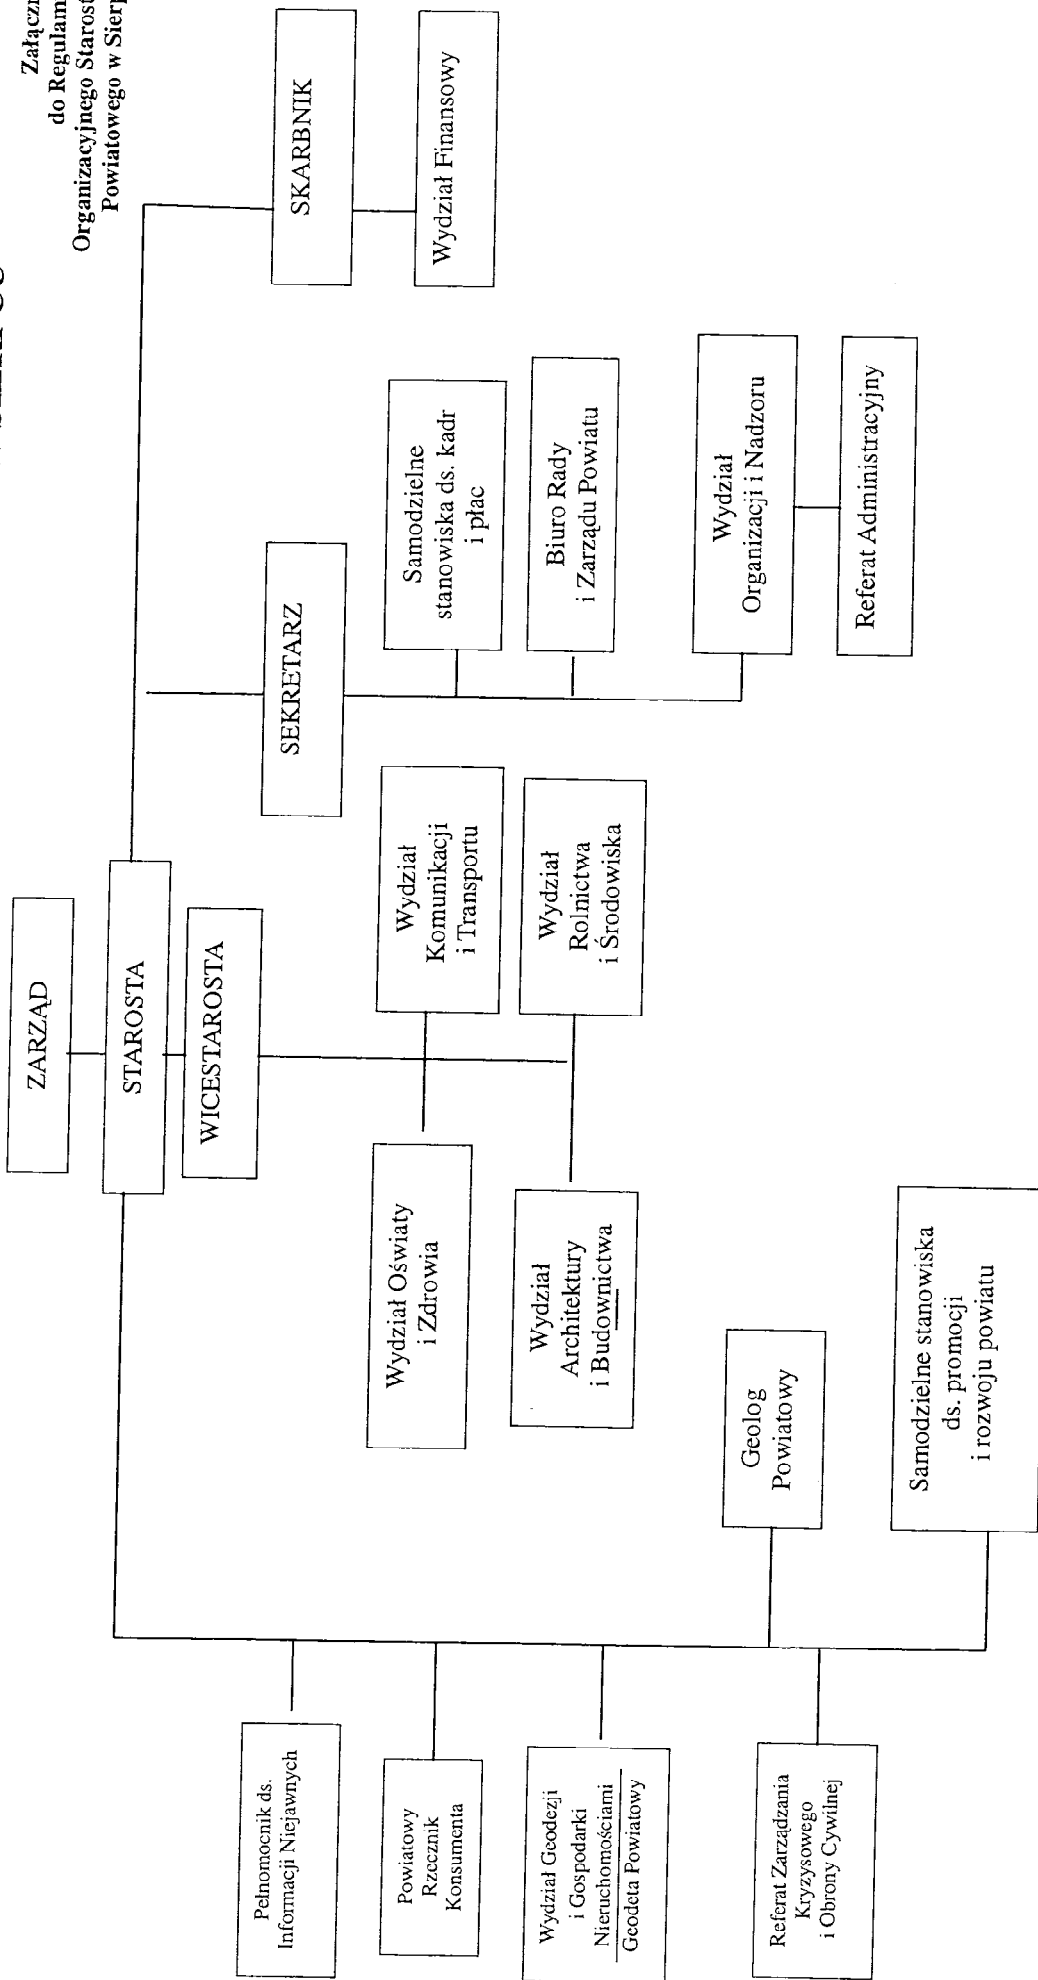 Załączn
do Regulam
Organizacyjnego Starost
Powiatowego w Sierp
ZARZĄD
STAROSTA
WICESTAROSTA
SEKRETARZ
SKARBNIK
Wydział Finansowy
Samodzielne
stanowiska ds. kadr
i płac
Biuro Rady
i Zarządu Powiatu
Wydział
Organizacji i Nadzoru
Referat Administracyjny
Wydział
Komunikacji
i Transportu
Wydział
Rolnictwa
i Środowiska
Wydział Oświaty
i Zdrowia
Wydział
Architektury
i Budownictwa
Geolog
Powiatowy
Samodzielne stanowiska
ds. promocji
i rozwoju powiatu
Pełnomocnik ds.
Informacji Niejawnych
Powiatowy
Rzecznik
Konsumenta
Wydział Geodezji
i Gospodarki
Nieruchomościami
Geodeta Powiatowy
Referat Zarządzania
Kryzysowego
i Obrony Cywilnej